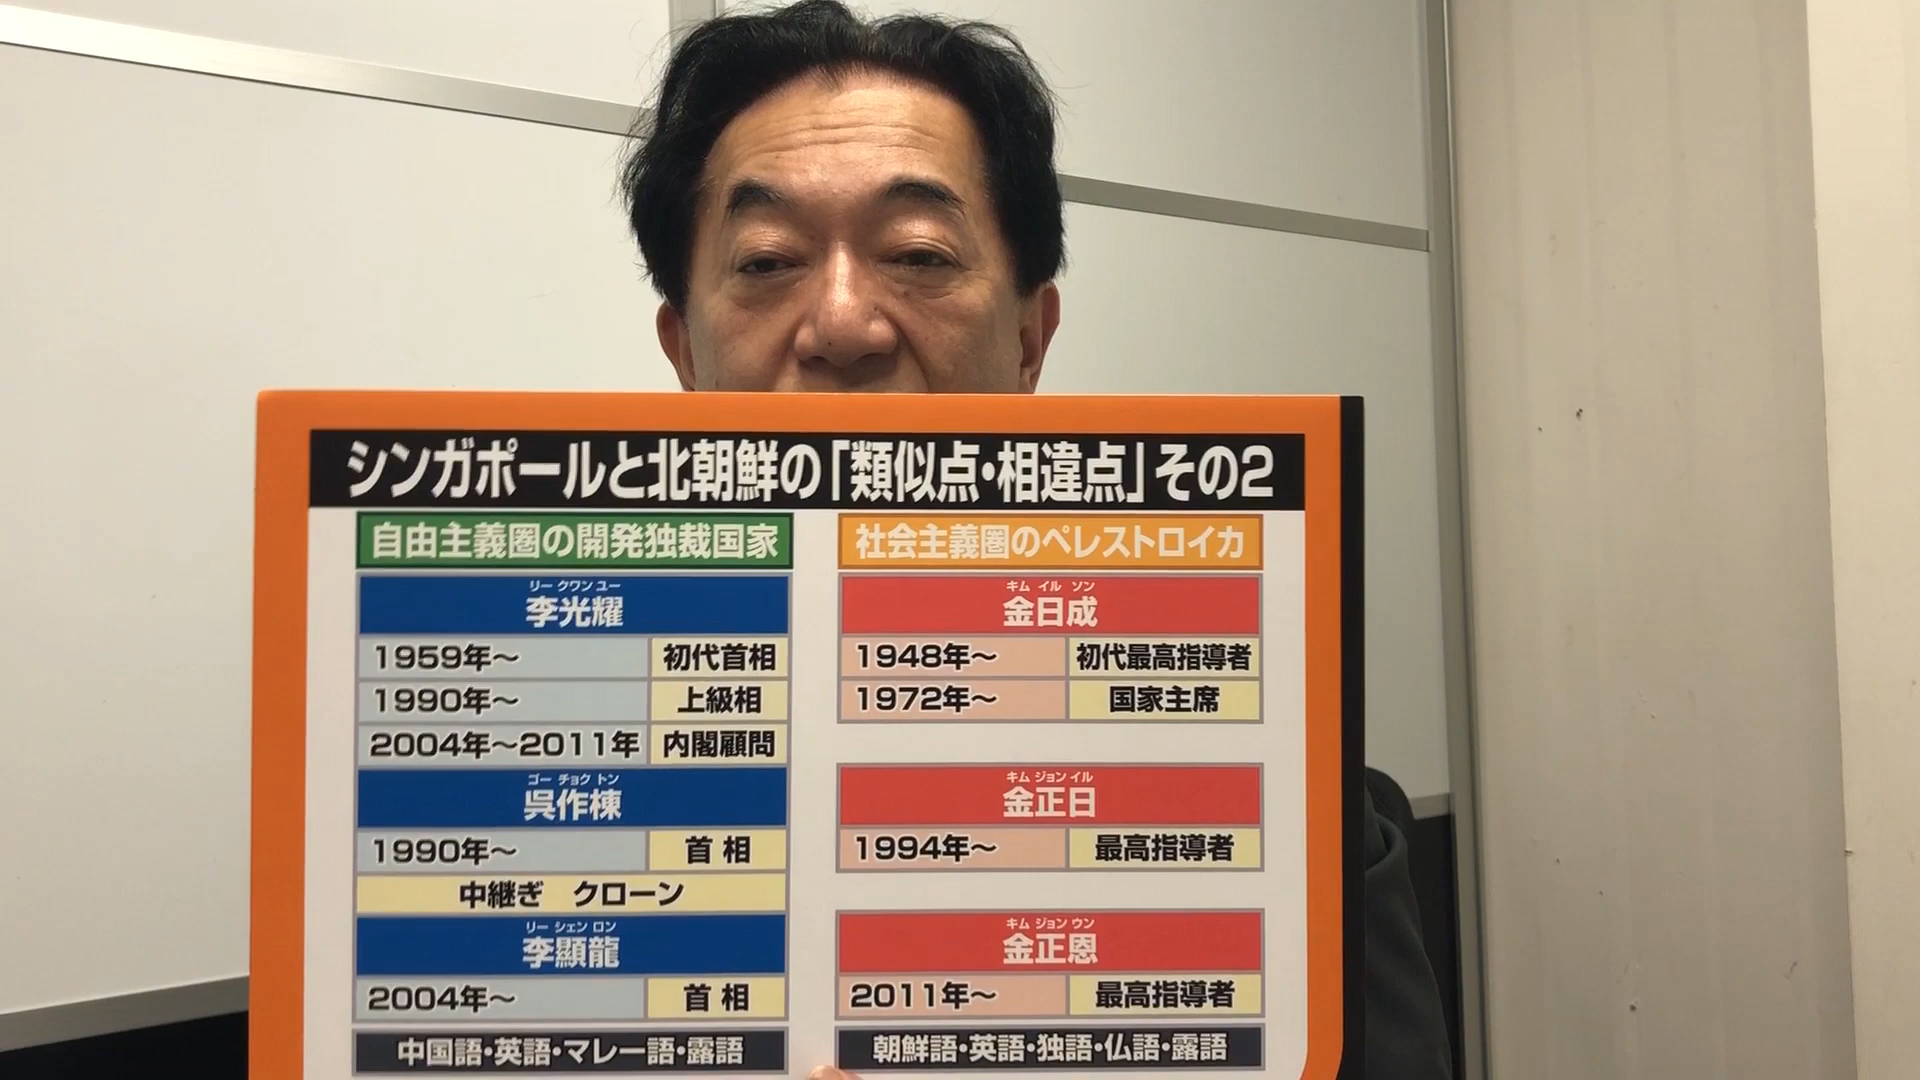 シンガポールと北朝鮮の「類似点・相違点」その2
自由主義圏の開発独裁国家
リー クワン ユー
李光耀
1959年～ 初代首相
1990年～ 上級相
2004年～2011年 内閣顧問
ゴー チョク トン
呉作棟
1990年～ 首相
中継ぎ クローン
リー シェン ロン
李顯龍
2004年～ 首相
中国語・英語・マレー語・露語
社会主義圏のペレストロイカ
キム イル ソン
金日成
1948年～ 初代最高指導者
1972年～ 国家主席
キム ジョン イル
金正日
1994年～ 最高指導者
キム ジョン ウン
金正恩
2011年～ 最高指導者
朝鮮語・英語・独語・仏語・露語